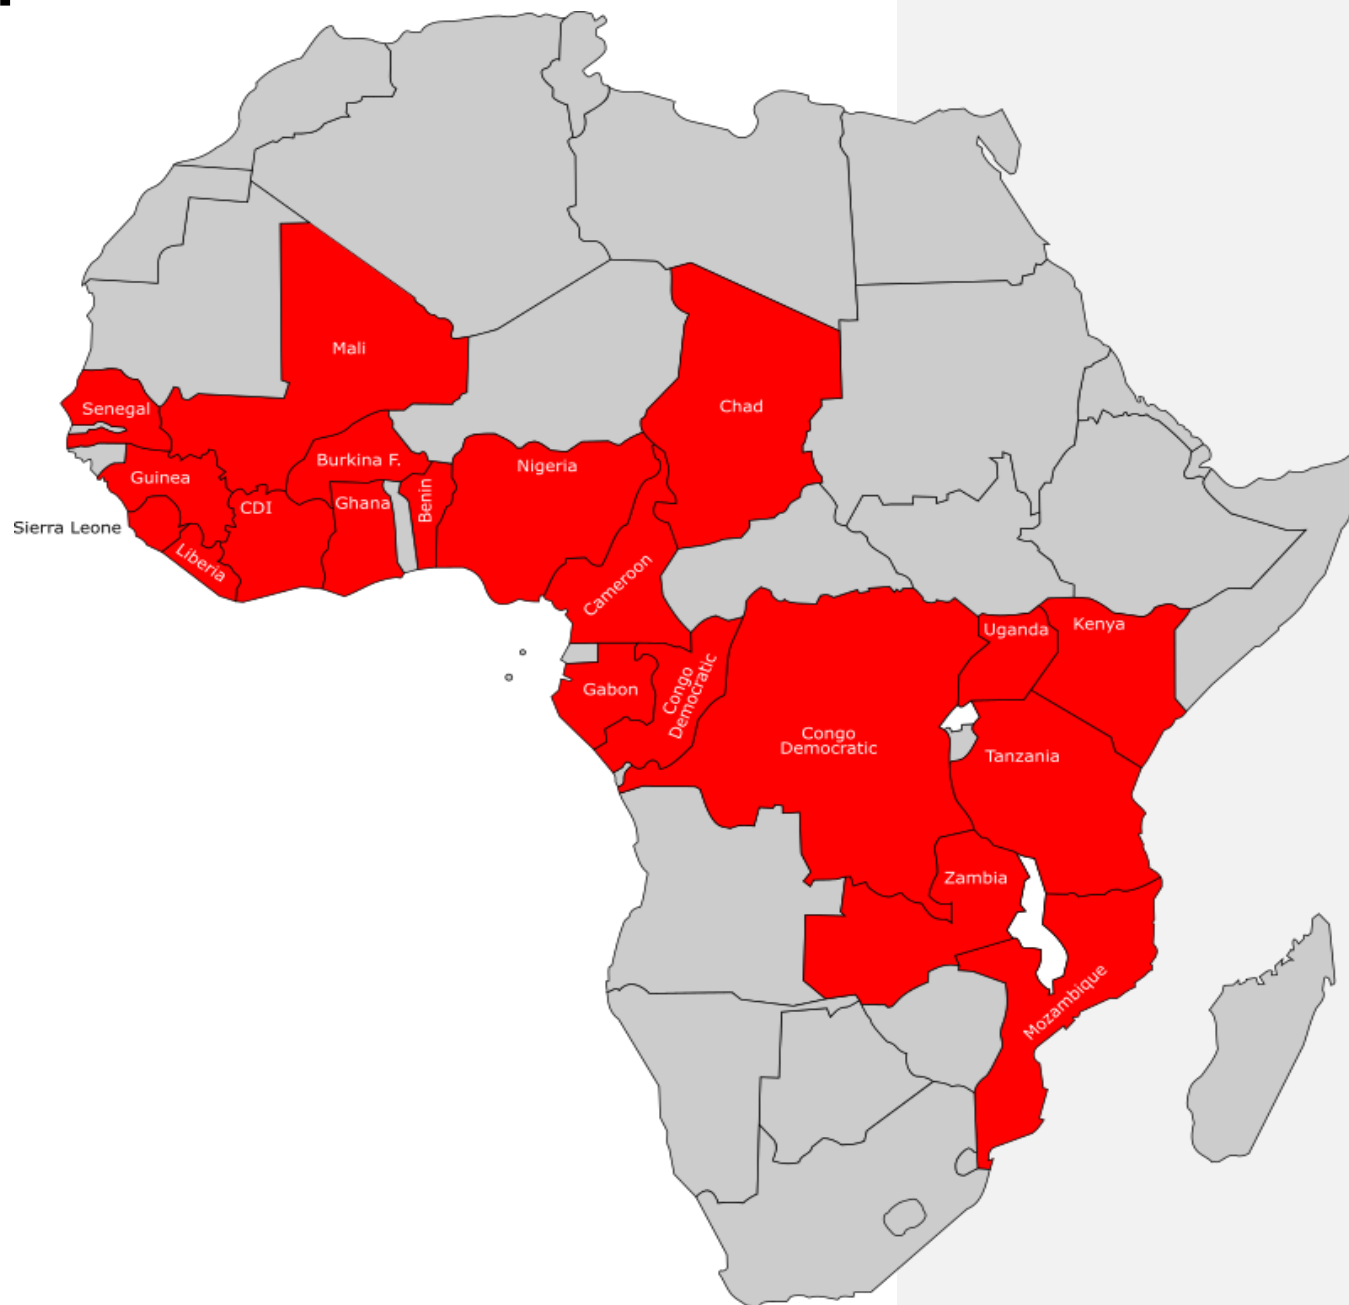 Mali
Senegal
Chad
Burkina F.
Nigeria
Guinea
Benin
Ghana
CDI
Sierra Leone
Liberia
Cameroon
Uganda
Kenya
Congo
Democratic
Gabon
Congo
Democratic
Tanzania
Zambia
Mozambique